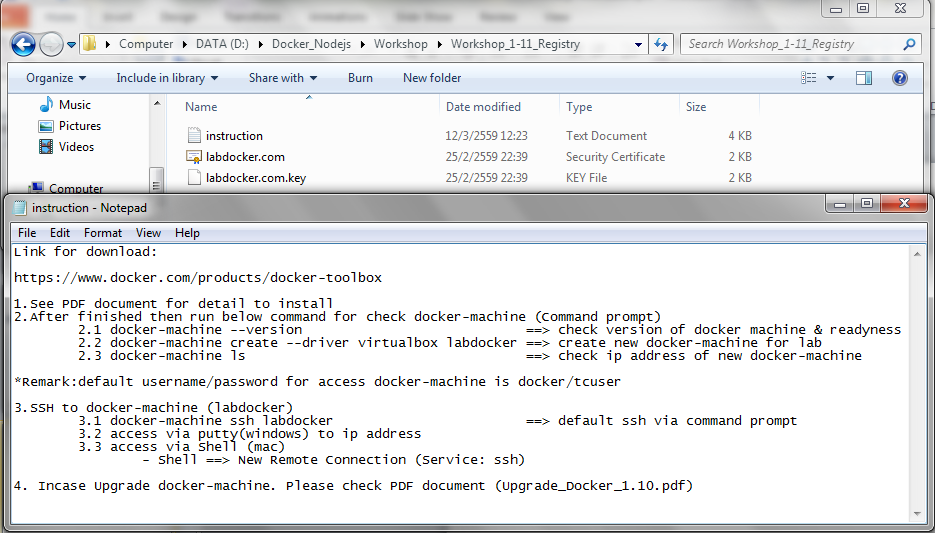 Computer ▸ DATA (D:) ▸ Docker_Nodejs ▸ Workshop ▸ Workshop_1-11_Registry
Search Workshop_1-11_Registry
Organize Include in library Share with Burn New folder
Music
Pictures
Videos
Computer
Name Date modified Type Size
instruction 12/3/2559 12:23 Text Document 4 KB
labdocker.com 25/2/2559 22:39 Security Certificate 2 KB
labdocker.com.key 25/2/2559 22:39 KEY File 2 KB
instruction - Notepad
File Edit Format View Help
Link for download:
https://www.docker.com/products/docker-toolbox
1.See PDF document for detail to install
2.After finished then run below command for check docker-machine (Command prompt)
2.1 docker-machine --version ==> check version of docker machine & readyness
2.2 docker-machine create --driver virtualbox labdocker ==> create new docker-machine for lab
2.3 docker-machine ls ==> check ip address of new docker-machine
*Remark:default username/password for access docker-machine is docker/tcuser
3.SSH to docker-machine (labdocker)
3.1 docker-machine ssh labdocker ==> default ssh via command prompt
3.2 access via putty(windows) to ip address
3.3 access via Shell (mac)
- Shell ==> New Remote Connection (Service: ssh)
4. Incase Upgrade docker-machine. Please check PDF document (Upgrade_Docker_1.10.pdf)